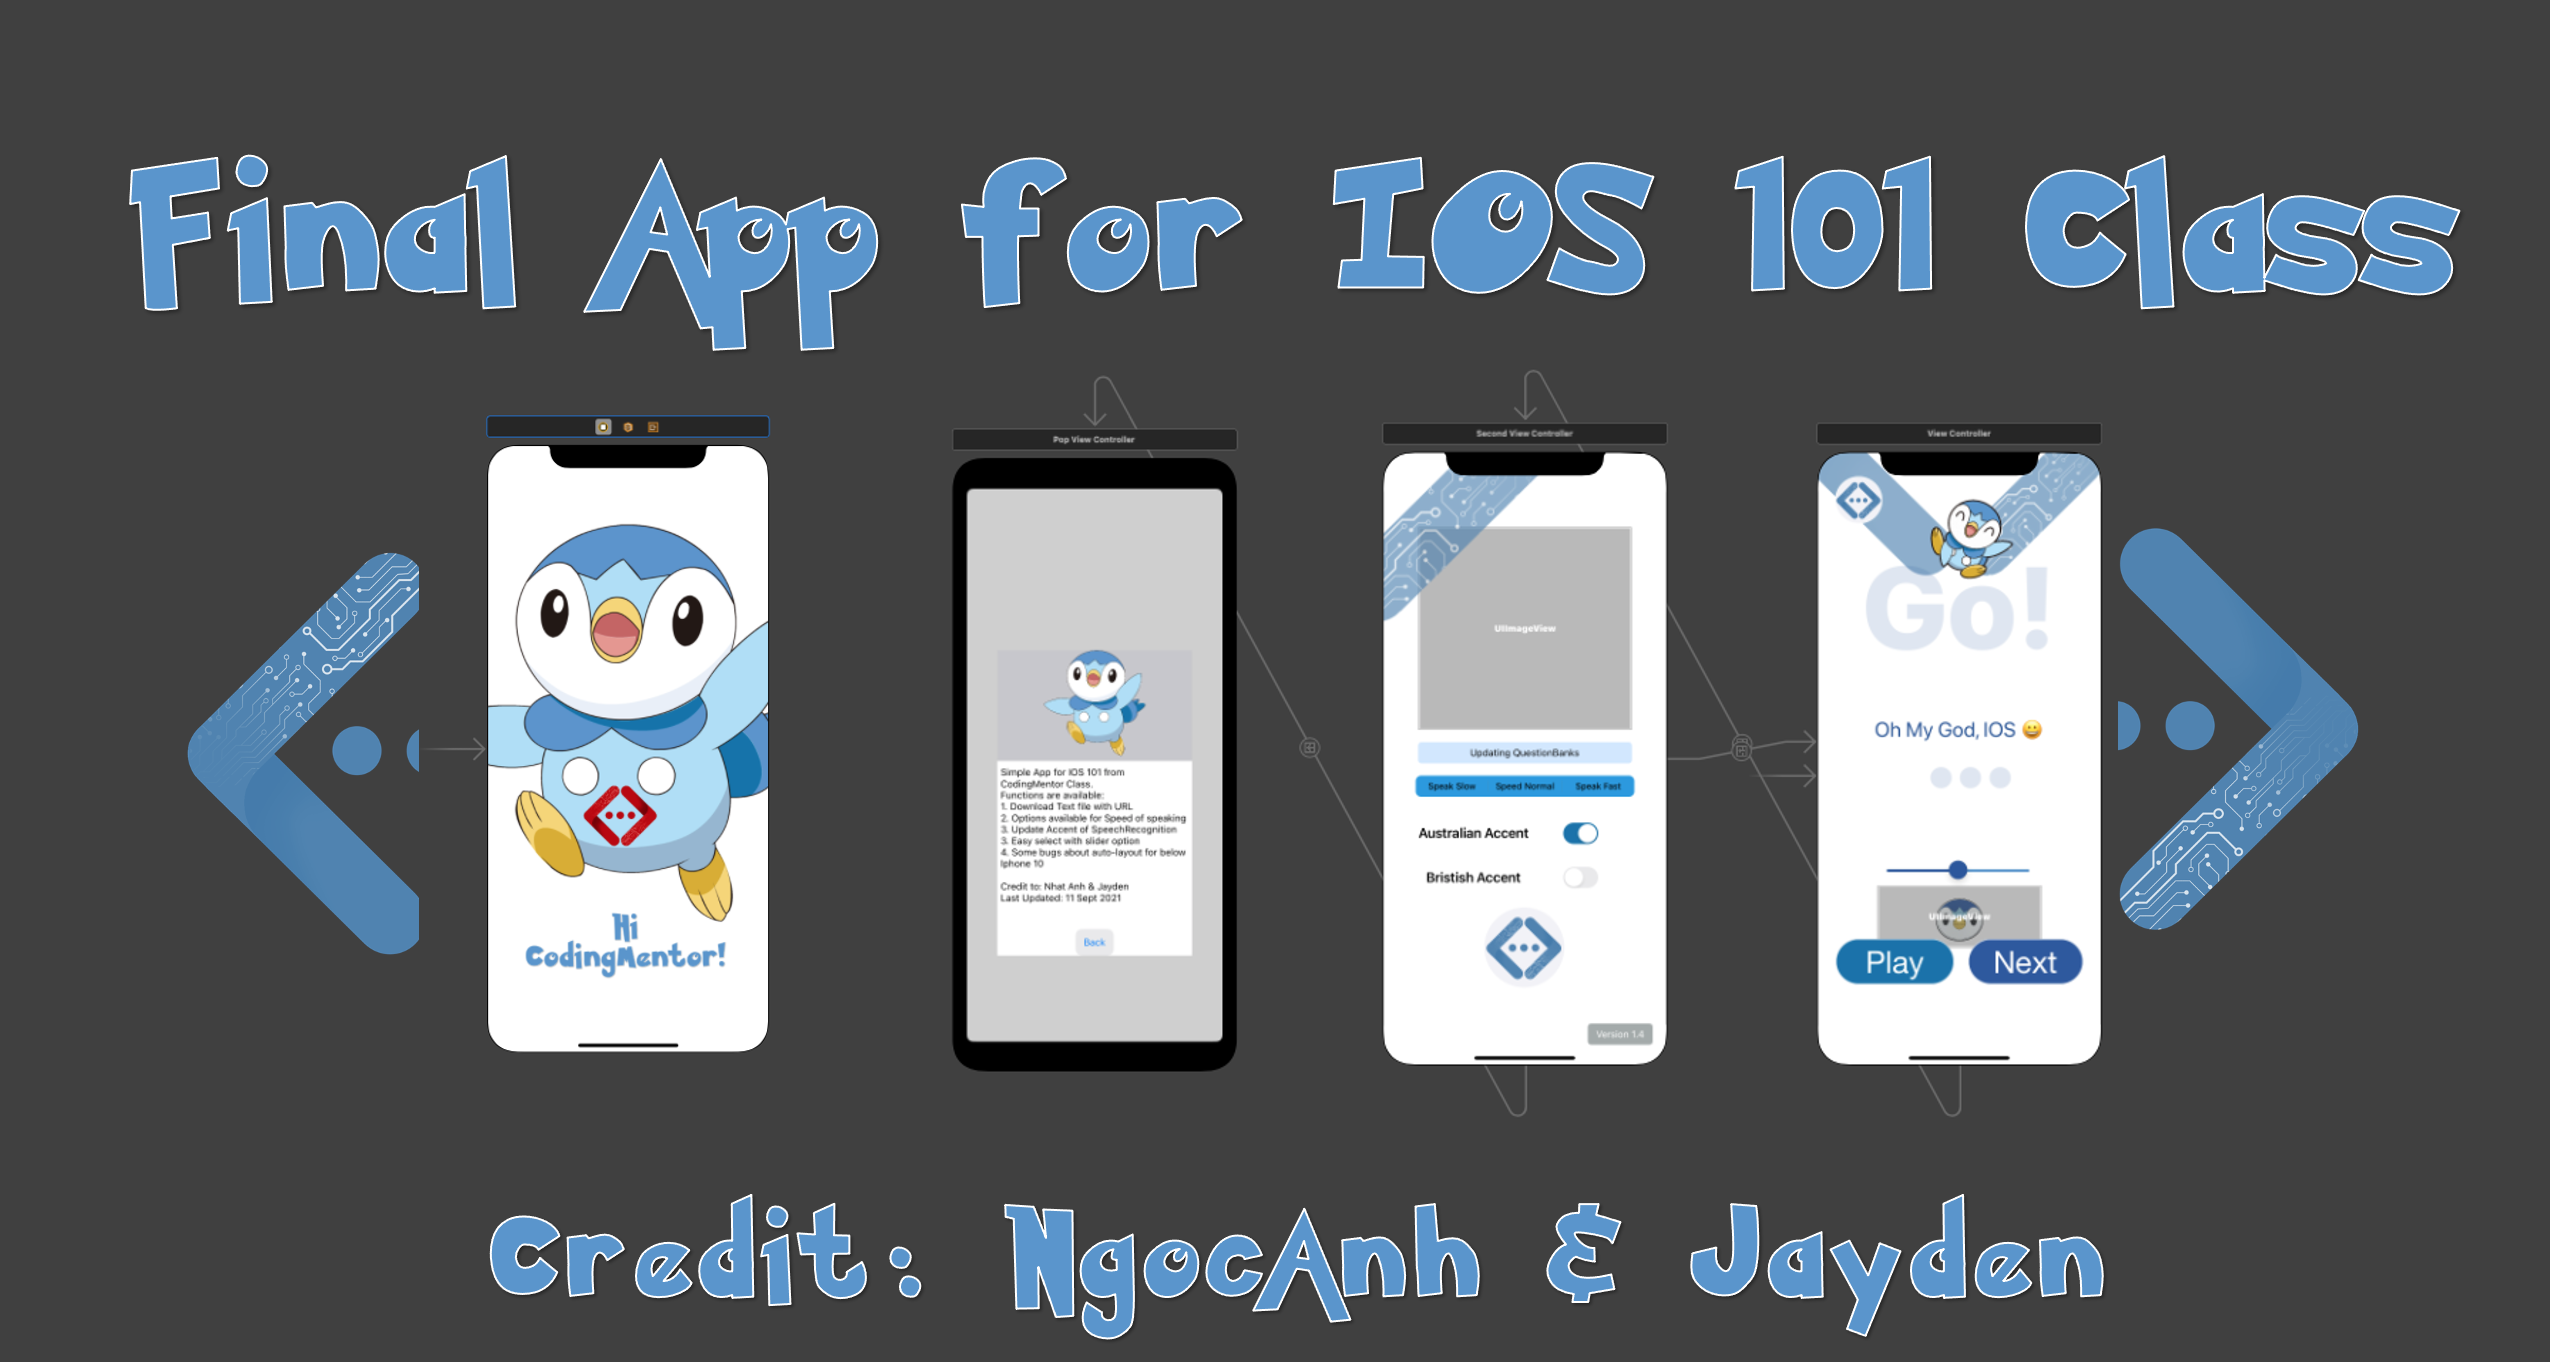 Final App for IOS 101 Class
Hi
CodingMentor!
Pop View Controller
Simple App for IOS 101 from
CodingMentor Class.
Functions are available:
1. Download Text file with URL
2. Options available for Speed of speaking
3. Update Accent of SpeechRecognition
3. Easy select with slider option
4. Some bugs about auto-layout for below
Iphone 10
Credit to: Nhat Anh & Jayden
Last Updated: 11 Sept 2021
Back
Second View Controller
UIImageView
Updating QuestionBanks
Speak Slow Speed Normal Speak Fast
Australian Accent
Bristish Accent
Version 1.4
View Controller
Go!
Oh My God, IOS 😀
UIImageView
Play Next
Credit: NgocAnh & Jayden